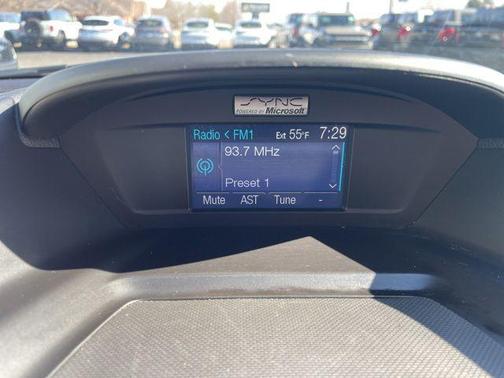 SYNC
POWERED BY Microsoft
Radio < FM1 Ext 55°F 7:29
93.7 MHz
Preset 1
Mute AST Tune -